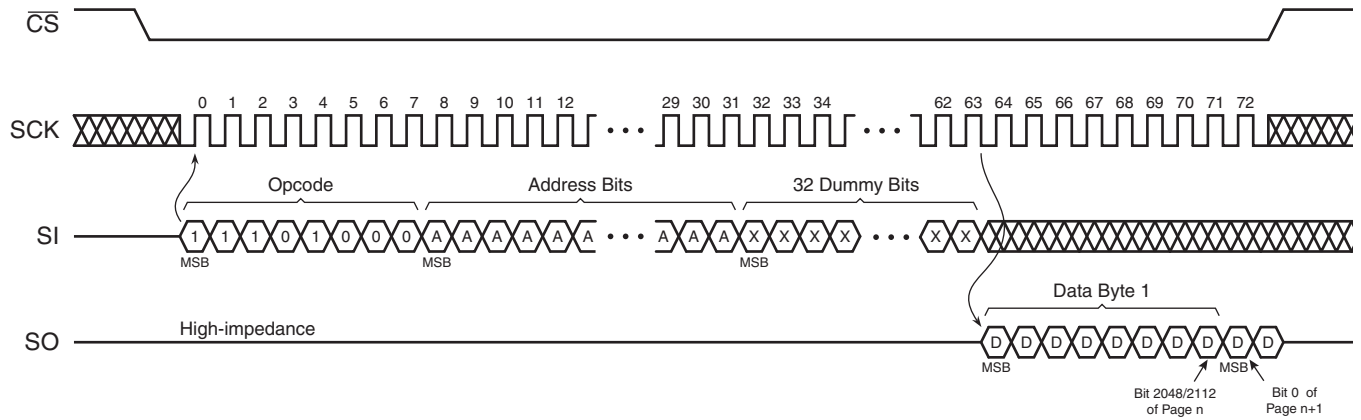 CS
0 1 2 3 4 5 6 7 8 9 10 11 12 29 30 31 32 33 34 62 63 64 65 66 67 68 69 70 71 72
SCK • • • • • •
Opcode Address Bits 32 Dummy Bits
SI 1 1 1 0 1 0 0 0 A A A A A A • • • A A A X X X X • • • X X
MSB MSB MSB
Data Byte 1
High-impedance
SO D D D D D D D D D D
MSB MSB
Bit 2048/2112 Bit 0 of
of Page n Page n+1